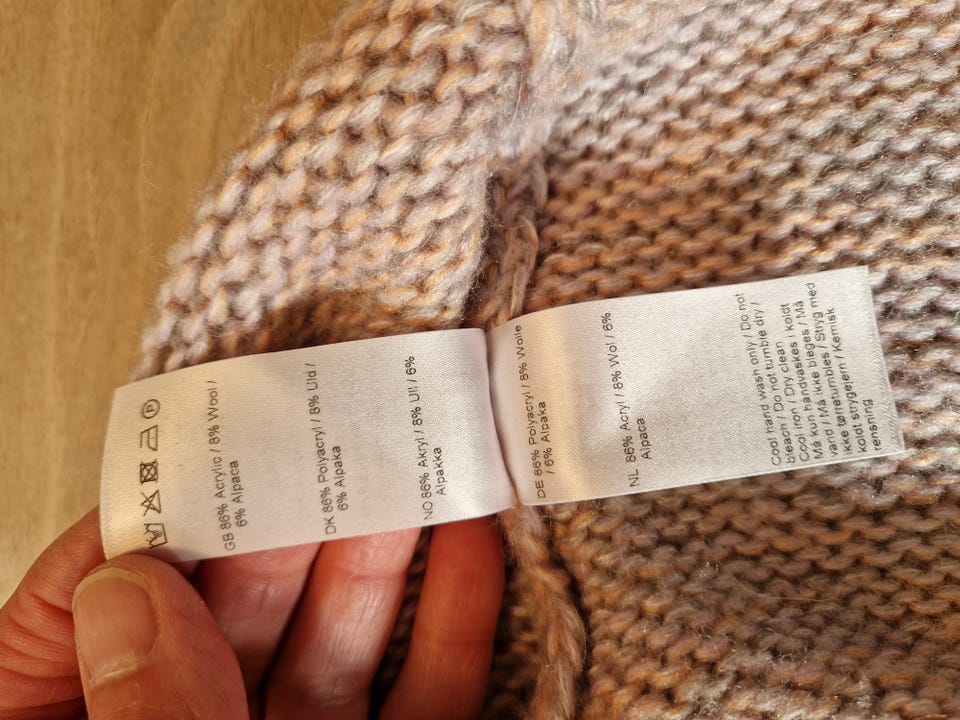 GB 86% Acrylic / 8% Wool /
6% Alpaca
DK 86% Polyacryl / 8% Uld /
6% Alpaka
NO 86% Akryl / 8% Ull / 6%
Alpakka
DE 86% Polyacryl / 8% Wolle
/ 6% Alpaka
NL 86% Acryl / 8% Wol / 6%
Alpaca
Cool hand wash only / Do not
bleach / Do not tumble dry /
Cool iron / Dry clean
Må kun håndvaskes i koldt
vand / Må ikke bleges / Må
ikke tørretumbles / Stryg med
koldt strygejern / Kemisk
rensning